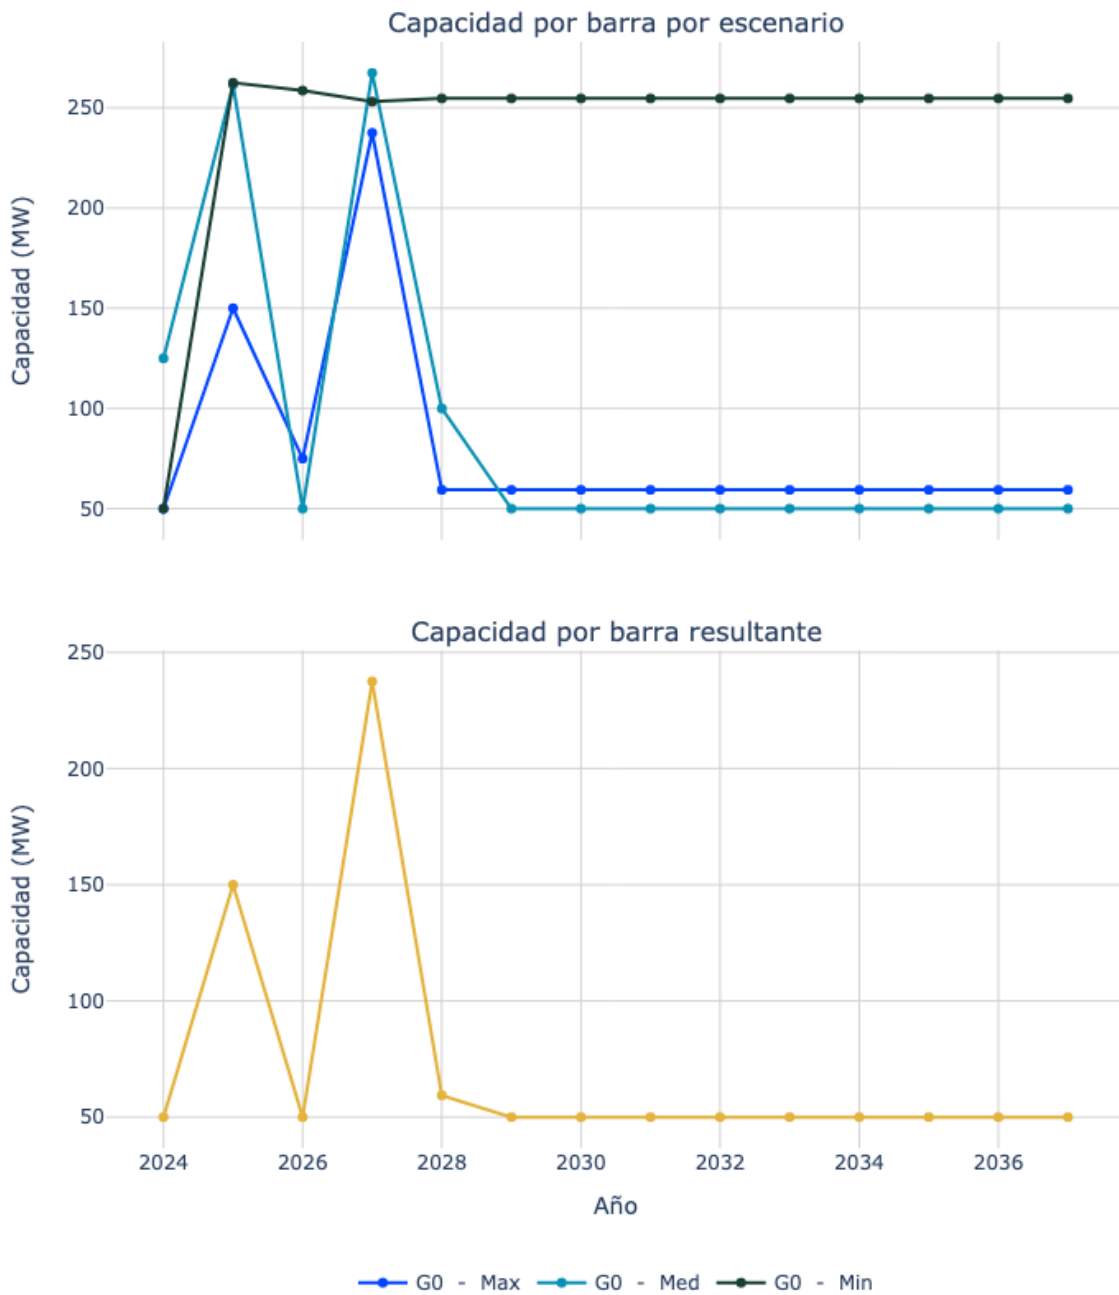 Capacidad por barra por escenario
Capacidad (MW)
250
200
150
100
50
Capacidad por barra resultante
Capacidad (MW)
250
200
150
100
50
2024 2026 2028 2030 2032 2034 2036
Año
G0 - Max G0 - Med G0 - Min